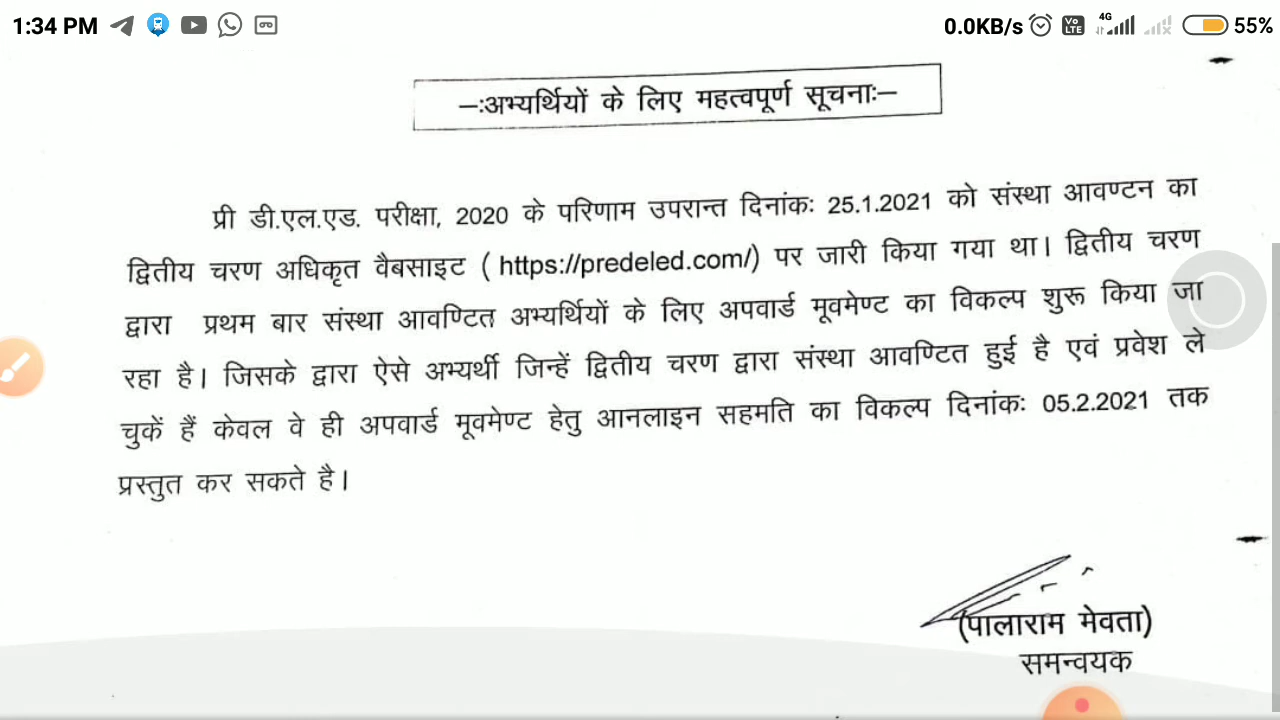 1:34 PM
0.0KB/s Vo LTE 4G 55%
–:अभ्यर्थियों के लिए महत्वपूर्ण सूचनाः–
प्री डी.एल.एड. परीक्षा, 2020 के परिणाम उपरान्त दिनांकः 25.1.2021 को संस्था आवण्टन का
द्वितीय चरण अधिकृत वैबसाइट ( https://predeled.com/) पर जारी किया गया था। द्वितीय चरण
द्वारा प्रथम बार संस्था आवण्टित अभ्यर्थियों के लिए अपवार्ड मूवमेण्ट का विकल्प शुरू किया जा
रहा है। जिसके द्वारा ऐसे अभ्यर्थी जिन्हें द्वितीय चरण द्वारा संस्था आवण्टित हुई है एवं प्रवेश ले
चुकें हैं केवल वे ही अपवार्ड मूवमेण्ट हेतु आनलाइन सहमति का विकल्प दिनांकः 05.2.2021 तक
प्रस्तुत कर सकते है।
(पालाराम मेवता)
समन्वयक